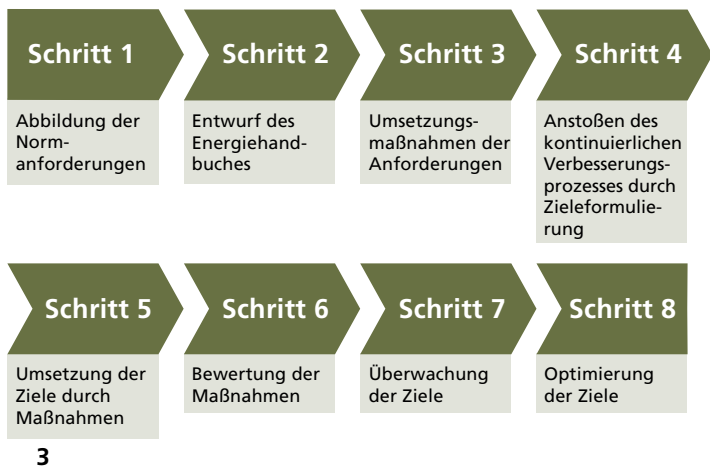 Schritt 1
Abbildung der
Norm-
anforderungen
Schritt 2
Entwurf des
Energiehand-
buches
Schritt 3
Umsetzungs-
maßnahmen der
Anforderungen
Schritt 4
Anstoßen des
kontinuierlichen
Verbesserungs-
prozesses durch
Zieleformulie-
rung
Schritt 5
Umsetzung der
Ziele durch
Maßnahmen
Schritt 6
Bewertung der
Maßnahmen
Schritt 7
Überwachung
der Ziele
Schritt 8
Optimierung
der Ziele
3